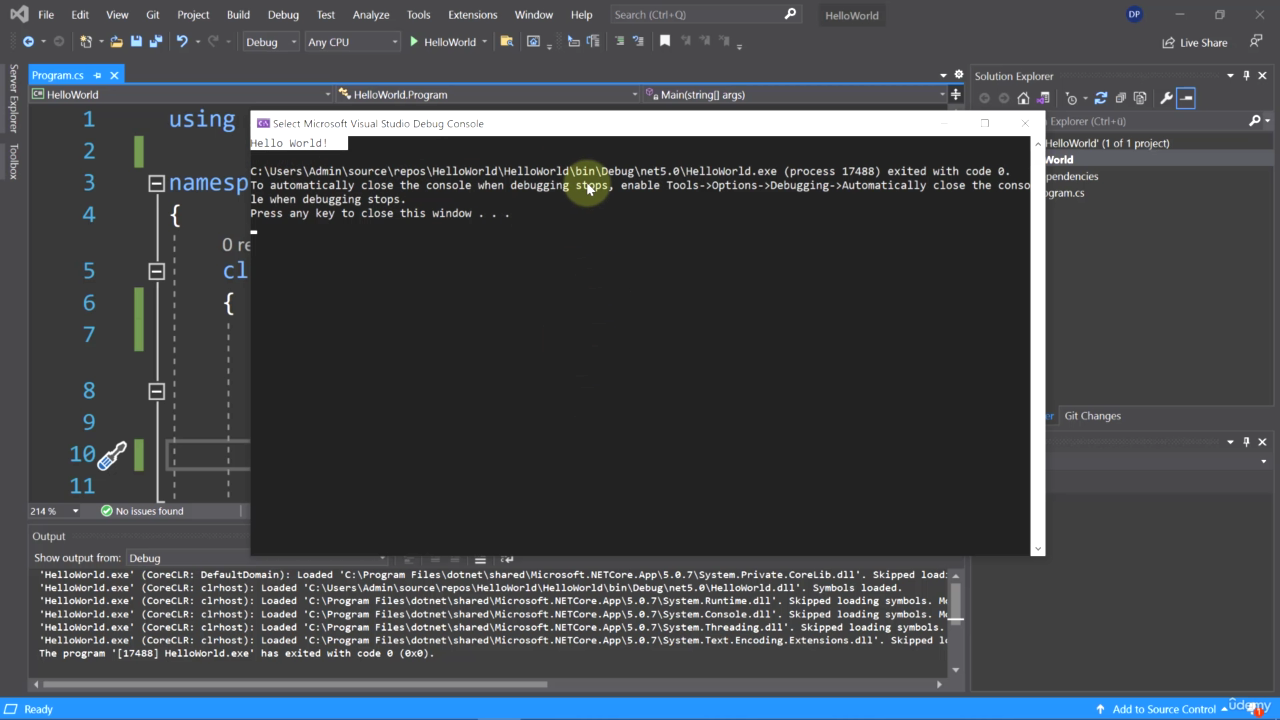 File Edit View Git Project Build Debug Test Analyze Tools Extensions Window Help Search (Ctrl+Q) HelloWorld DP
Debug Any CPU HelloWorld Live Share
Server Explorer
Toolbox
Program.cs
HelloWorld HelloWorld.Program Main(string[] args)
1 using
2
3 namesp
4 {
0 re
5 cl
6 {
7
8
9
10
11
Select Microsoft Visual Studio Debug Console
Hello World!
C:\Users\Admin\source\repos\HelloWorld\HelloWorld\bin\Debug\net5.0\HelloWorld.exe (process 17488) exited with code 0.
To automatically close the console when debugging stops, enable Tools->Options->Debugging->Automatically close the conso
le when debugging stops.
Press any key to close this window . . .
Solution Explorer
Explorer (Ctrl+ü)
HelloWorld' (1 of 1 project)
World
pendencies
gram.cs
er Git Changes
214 % No issues found
Output
Show output from: Debug
'HelloWorld.exe' (CoreCLR: DefaultDomain): Loaded 'C:\Program Files\dotnet\shared\Microsoft.NETCore.App\5.0.7\System.Private.CoreLib.dll'. Skipped loadi
'HelloWorld.exe' (CoreCLR: clrhost): Loaded 'C:\Users\Admin\source\repos\HelloWorld\HelloWorld\bin\Debug\net5.0\HelloWorld.dll'. Symbols loaded.
'HelloWorld.exe' (CoreCLR: clrhost): Loaded 'C:\Program Files\dotnet\shared\Microsoft.NETCore.App\5.0.7\System.Runtime.dll'. Skipped loading symbols. Mo
'HelloWorld.exe' (CoreCLR: clrhost): Loaded 'C:\Program Files\dotnet\shared\Microsoft.NETCore.App\5.0.7\System.Console.dll'. Skipped loading symbols. Mo
'HelloWorld.exe' (CoreCLR: clrhost): Loaded 'C:\Program Files\dotnet\shared\Microsoft.NETCore.App\5.0.7\System.Threading.dll'. Skipped loading symbols.
'HelloWorld.exe' (CoreCLR: clrhost): Loaded 'C:\Program Files\dotnet\shared\Microsoft.NETCore.App\5.0.7\System.Text.Encoding.Extensions.dll'. Skipped lo
The program '[17488] HelloWorld.exe' has exited with code 0 (0x0).
Ready Add to Source Control 1
ûdemy